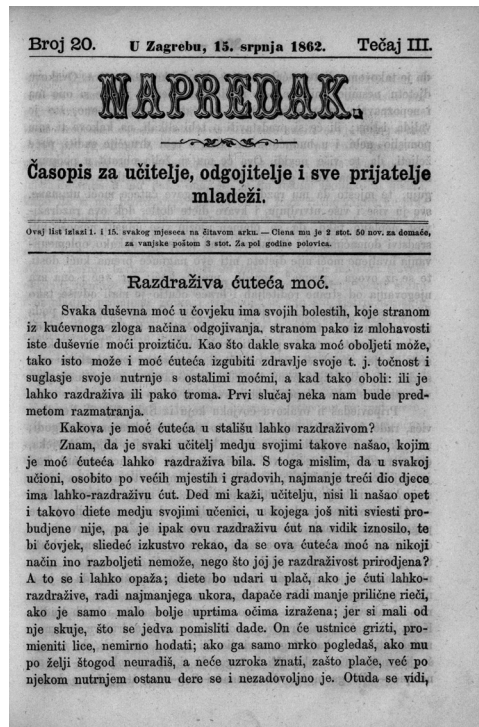 Broj 20. U Zagrebu, 15. srpnja 1862. Tečaj III.
NAPREDAK.
Časopis za učitelje, odgojitelje i sve prijatelje
mladeži.
Ovaj list izlazi 1. i 15. svakog mjeseca na čitavom arku. — Ciena mu je 2 stot. 50 nov. za domaće,
za vanjske poštom 3 stot. Za pol godine polovica.
Razdraživa ćuteća moć.
Svaka duševna moć u čovjeku ima svojih bolestih, koje stranom
iz kućevnoga zloga načina odgojivanja, stranom pako iz mlohavosti
iste duševne moći proiztiču. Kao što dakle svaka moć oboljeti može,
tako isto može i moć ćuteća izgubiti zdravlje svoje t. j. točnost i
suglasje svoje nutrnje s ostalimi moćmi, a kad tako oboli: ili je
lahko razdraživa ili pako troma. Prvi slučaj neka nam bude pred-
metom razmatranja.
Kakova je moć ćuteća u stališu lahko razdraživom?
Znam, da je svaki učitelj medju svojimi takove našao, kojim
je moć ćuteća lahko razdraživa bila. S toga mislim, da u svakoj
učioni, osobito po većih mjestih i gradovih, najmanje treći dio djece
ima lahko-razdraživu ćut. Ded mi kaži, učitelju, nisi li našao opet
i takovo diete medju svojimi učenici, u kojega još niti sviesti pro-
budjene nije, pa je ipak ovu razdraživu ćut na vidik iznosilo, te
bi ćovjek, sliedeć izkustvo rekao, da se ova ćuteća moć na nikoji
način ino razboljeti nemože, nego što joj je razdraživost prirodjena?
A to se i lahko opaža; diete bo udari u plač, ako je ćuti lahko-
razdražive, radi najmanjega ukora, dapače radi manje prilične rieči,
ako je samo malo bolje uprtima očima izražena; jer si mali od
nje skuje, što se jedva pomisliti dade. On će ustnice grizti, pro-
mieniti lice, nemirno hodati; ako ga samo mrko pogledaš, ako mu
po želji štogod neuradiš, a neće uzroka znati, zašto plače, već po
njekom nutrnjem ostanu dere se i nezadovoljno je. Otuda se vidi,